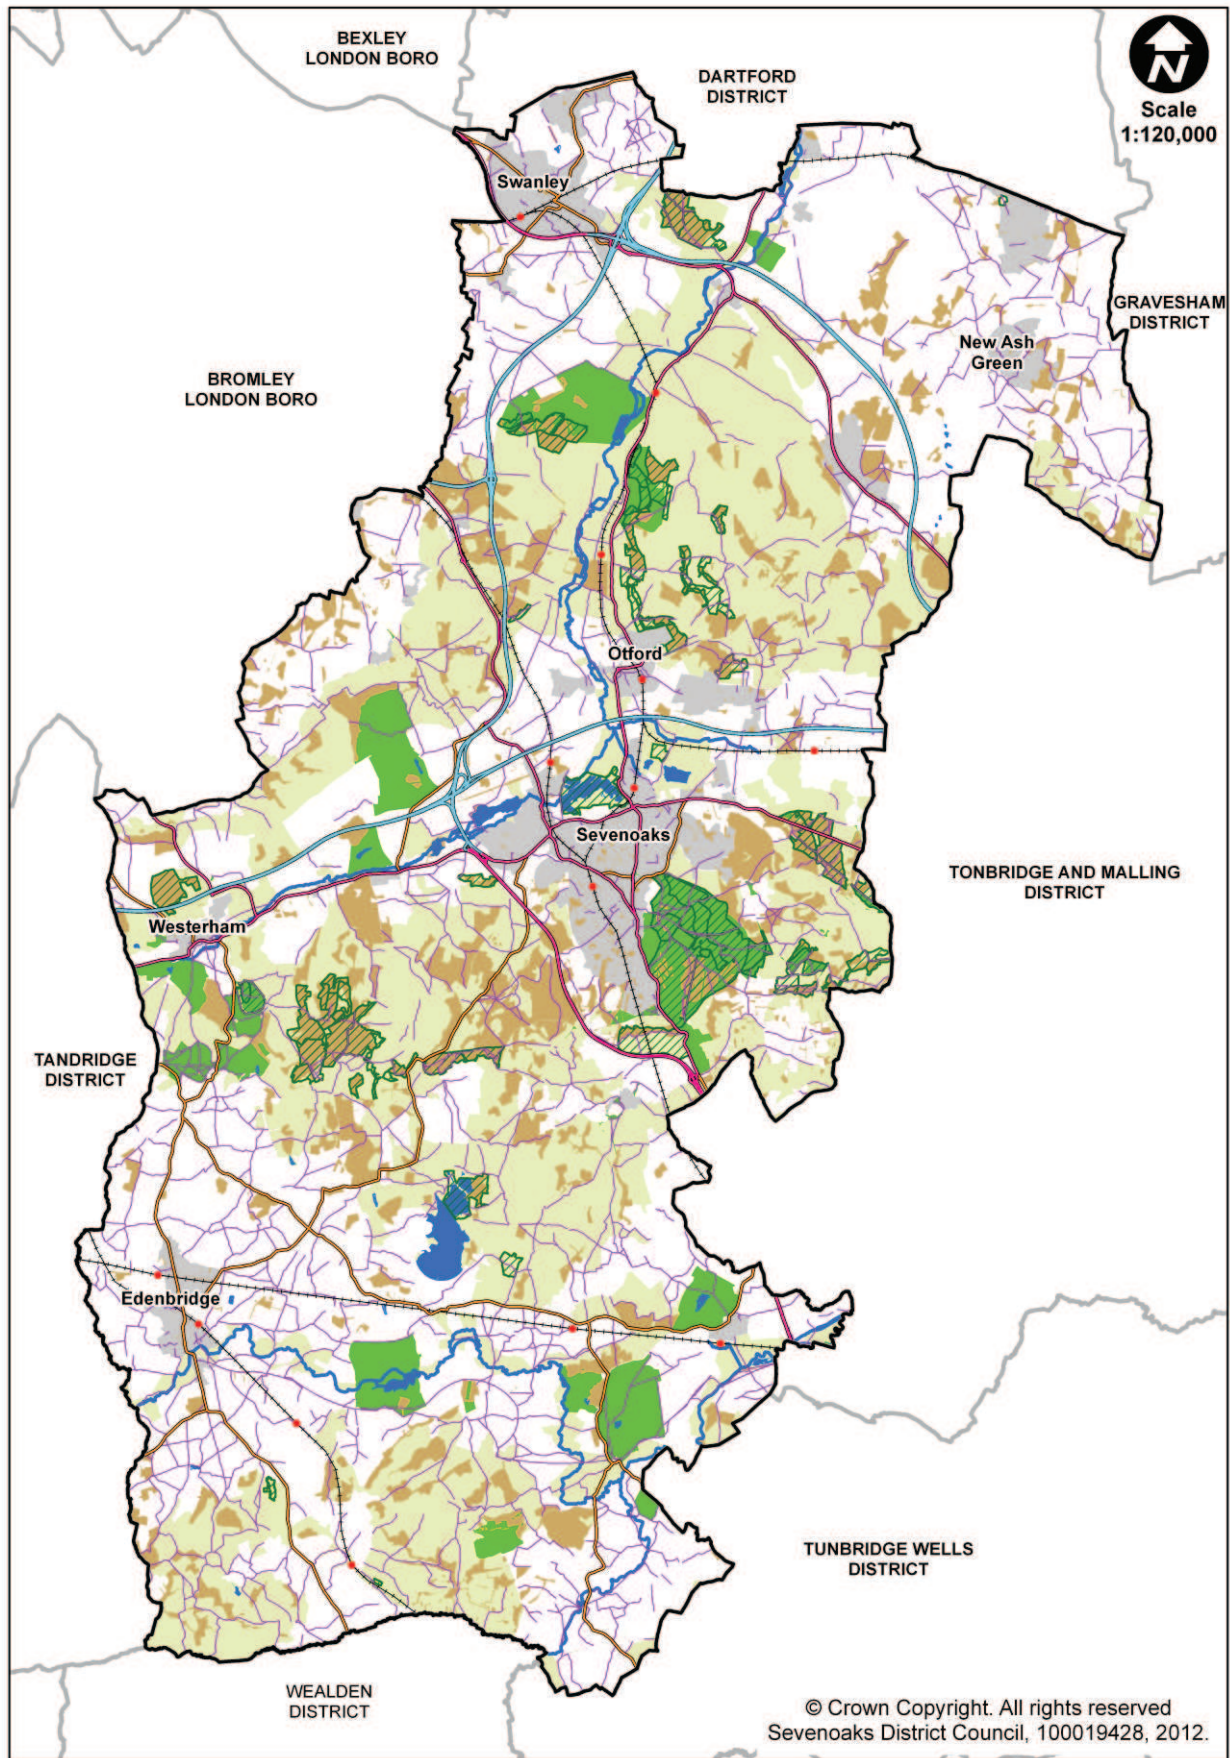 BEXLEY
LONDON BORO
DARTFORD
DISTRICT
N
Scale
1:120,000
Swanley
GRAVESHAM
DISTRICT
New Ash
Green
BROMLEY
LONDON BORO
Otford
Sevenoaks
TONBRIDGE AND MALLING
DISTRICT
Westerham
TANDRIDGE
DISTRICT
Edenbridge
TUNBRIDGE WELLS
DISTRICT
WEALDEN
DISTRICT
© Crown Copyright. All rights reserved
Sevenoaks District Council, 100019428, 2012.